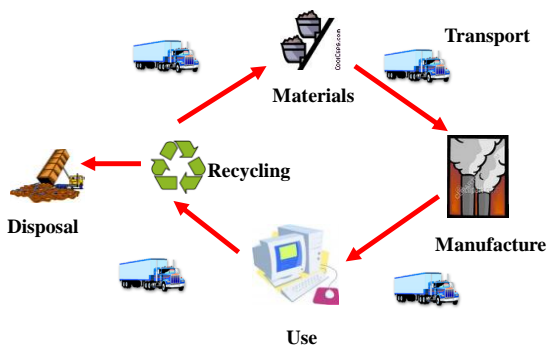 Transport
Materials
Recycling
Disposal
Manufacture
Use